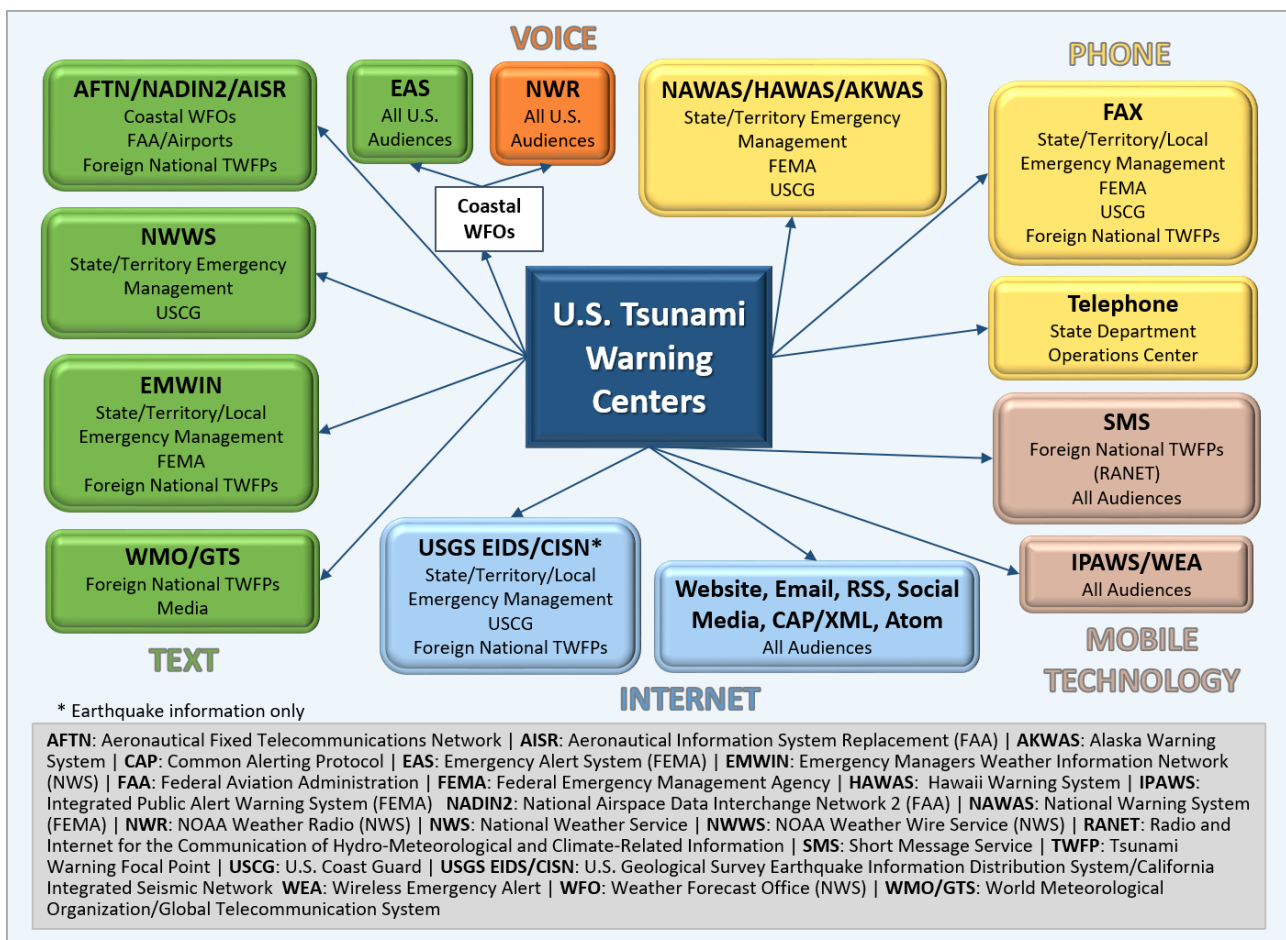 VOICE
PHONE
AFTN/NADIN2/AISR
Coastal WFOs
FAA/Airports
Foreign National TWFPs
EAS
All U.S.
Audiences
NWR
All U.S.
Audiences
NAWAS/HAWAS/AKWAS
State/Territory Emergency
Management
FEMA
USCG
FAX
State/Territory/Local
Emergency Management
FEMA
USCG
Foreign National TWFPs
Coastal
WFOs
NWWS
State/Territory Emergency
Management
USCG
U.S. Tsunami
Warning
Centers
Telephone
State Department
Operations Center
EMWIN
State/Territory/Local
Emergency Management
FEMA
Foreign National TWFPs
SMS
Foreign National TWFPs
(RANET)
All Audiences
WMO/GTS
Foreign National TWFPs
Media
USGS EIDS/CISN*
State/Territory/Local
Emergency Management
USCG
Foreign National TWFPs
Website, Email, RSS, Social
Media, CAP/XML, Atom
All Audiences
IPAWS/WEA
All Audiences
TEXT
INTERNET
MOBILE
TECHNOLOGY
* Earthquake information only
AFTN: Aeronautical Fixed Telecommunications Network | AISR: Aeronautical Information System Replacement (FAA) | AKWAS: Alaska Warning
System | CAP: Common Alerting Protocol | EAS: Emergency Alert System (FEMA) | EMWIN: Emergency Managers Weather Information Network
(NWS) | FAA: Federal Aviation Administration | FEMA: Federal Emergency Management Agency | HAWAS: Hawaii Warning System | IPAWS:
Integrated Public Alert Warning System (FEMA) NADIN2: National Airspace Data Interchange Network 2 (FAA) | NAWAS: National Warning System
(FEMA) | NWR: NOAA Weather Radio (NWS) | NWS: National Weather Service | NWWS: NOAA Weather Wire Service (NWS) | RANET: Radio and
Internet for the Communication of Hydro-Meteorological and Climate-Related Information | SMS: Short Message Service | TWFP: Tsunami
Warning Focal Point | USCG: U.S. Coast Guard | USGS EIDS/CISN: U.S. Geological Survey Earthquake Information Distribution System/California
Integrated Seismic Network WEA: Wireless Emergency Alert | WFO: Weather Forecast Office (NWS) | WMO/GTS: World Meteorological
Organization/Global Telecommunication System